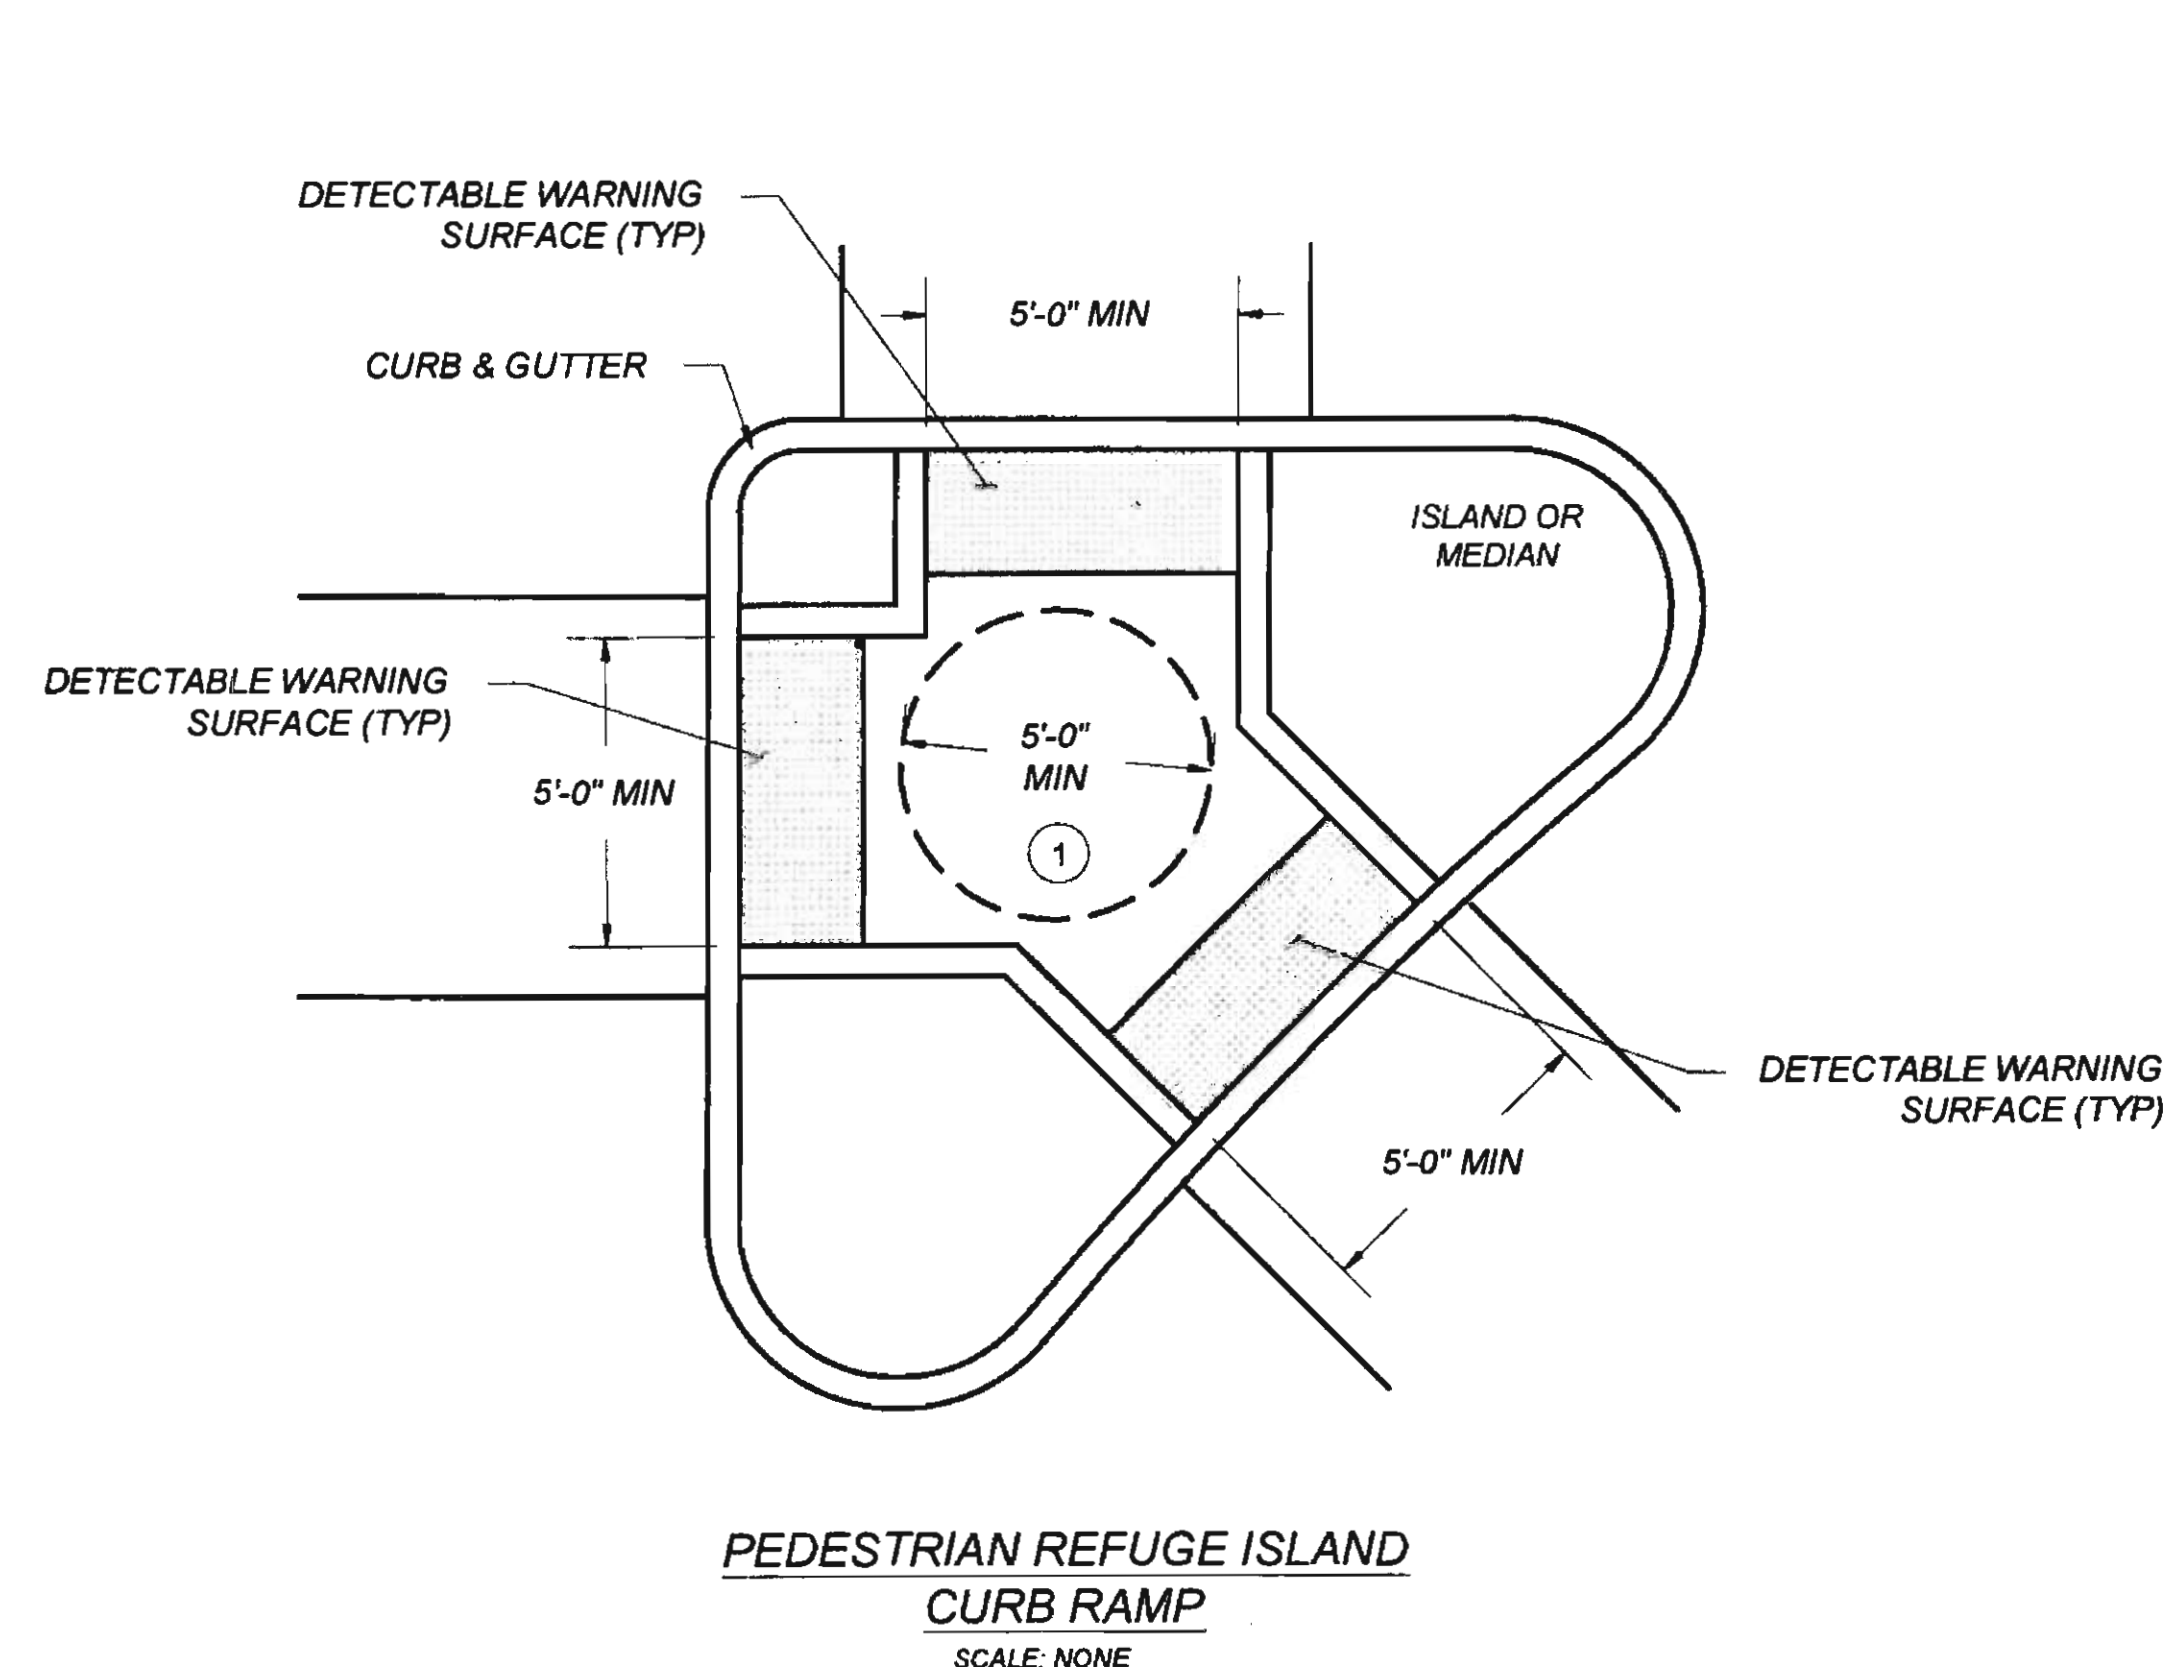 DETECTABLE WARNING
SURFACE (TYP)
5'-0" MIN
CURB & GUTTER
ISLAND OR
MEDIAN
DETECTABLE WARNING
SURFACE (TYP)
5'-0"
MIN
5'-0" MIN
1
DETECTABLE WARNING
SURFACE (TYP)
5'-0" MIN
PEDESTRIAN REFUGE ISLAND
CURB RAMP
SCALE: NONE